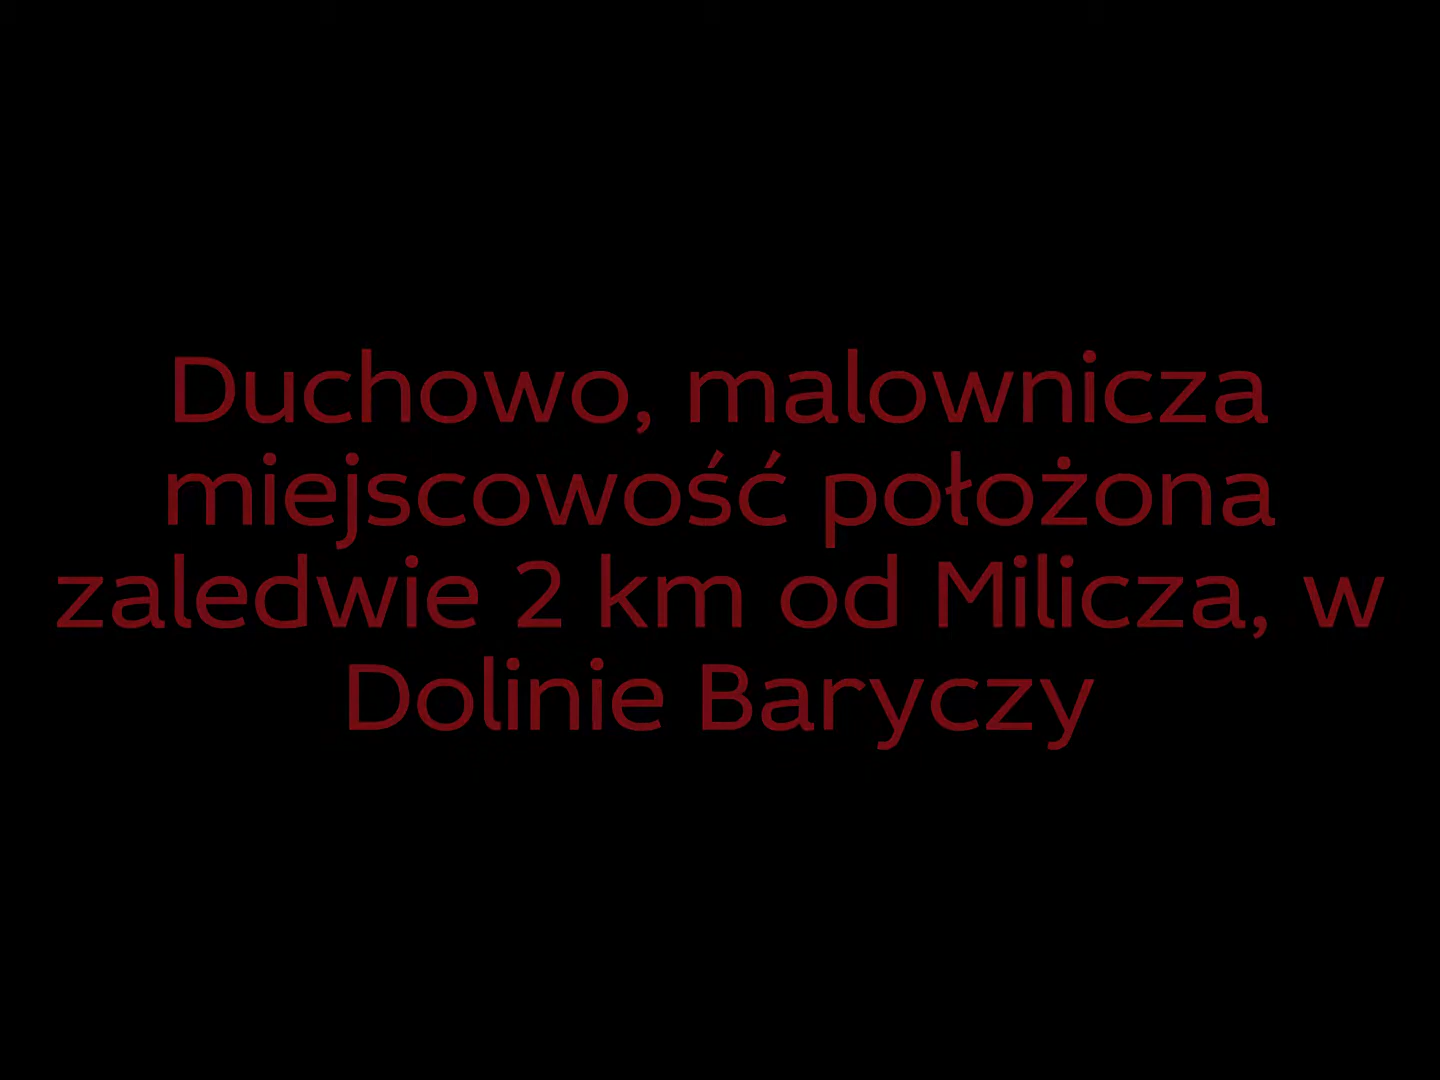 Duchowo, malownicza
miejscowość położona
zaledwie 2 km od Milicza, w
Dolinie Baryczy